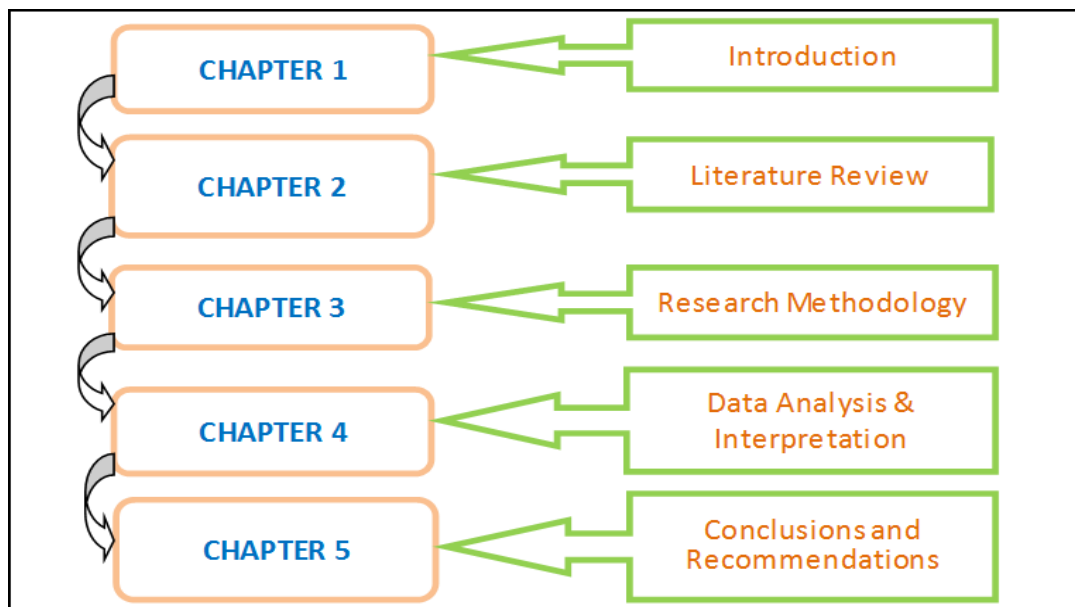 CHAPTER 1
Introduction
CHAPTER 2
Literature Review
CHAPTER 3
Research Methodology
CHAPTER 4
Data Analysis &
Interpretation
CHAPTER 5
Conclusions and
Recommendations